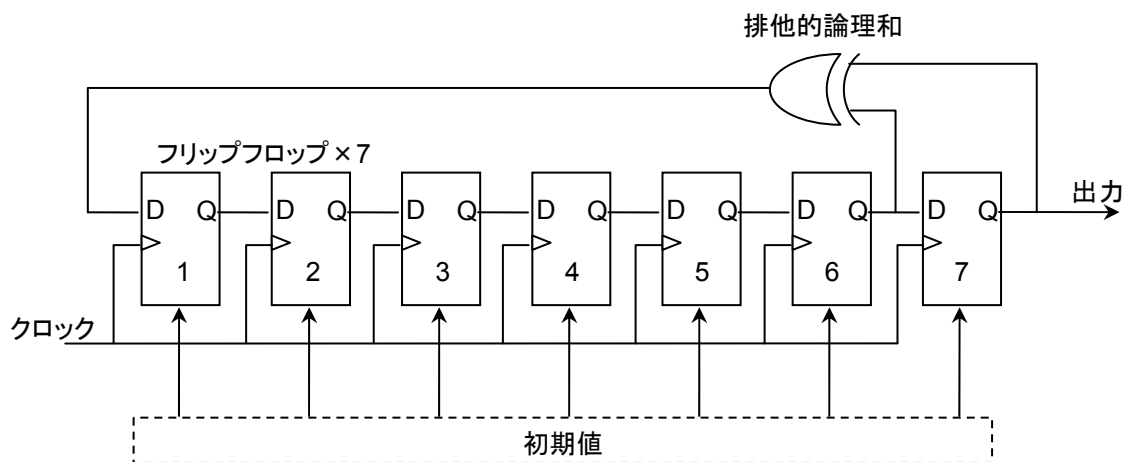 排他的論理和
フリップフロップ×7
D Q D Q D Q D Q D Q D Q D Q
出力
1 2 3 4 5 6 7
クロック
初期値